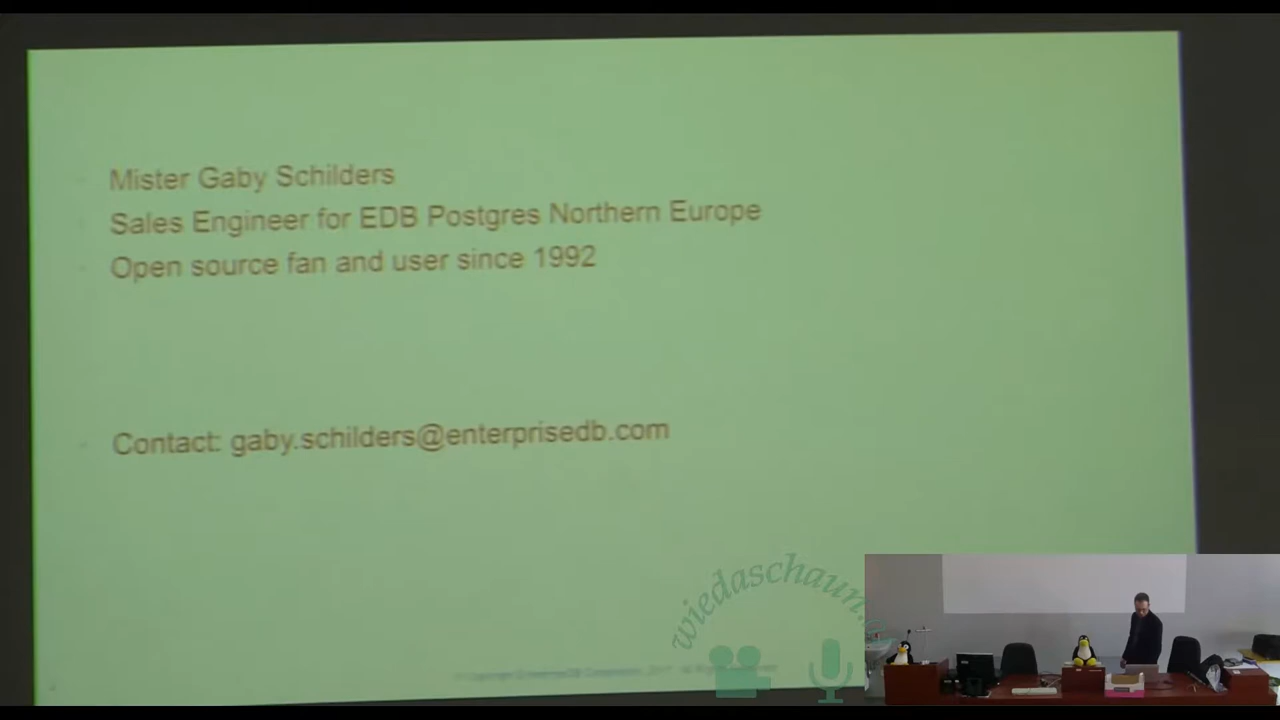 Mister Gaby Schilders
Sales Engineer for EDB Postgres Northern Europe
Open source fan and user since 1992
Contact: gaby.schilders@enterprisedb.com
wiedaschaun